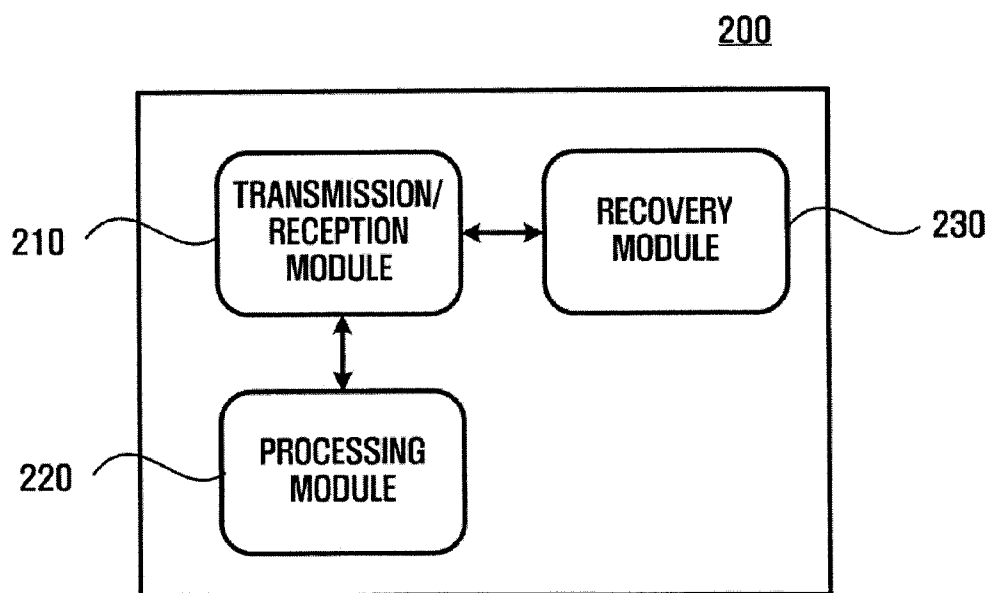 200
TRANSMISSION/
RECEPTION
MODULE
RECOVERY
MODULE
210
230
PROCESSING
MODULE
220